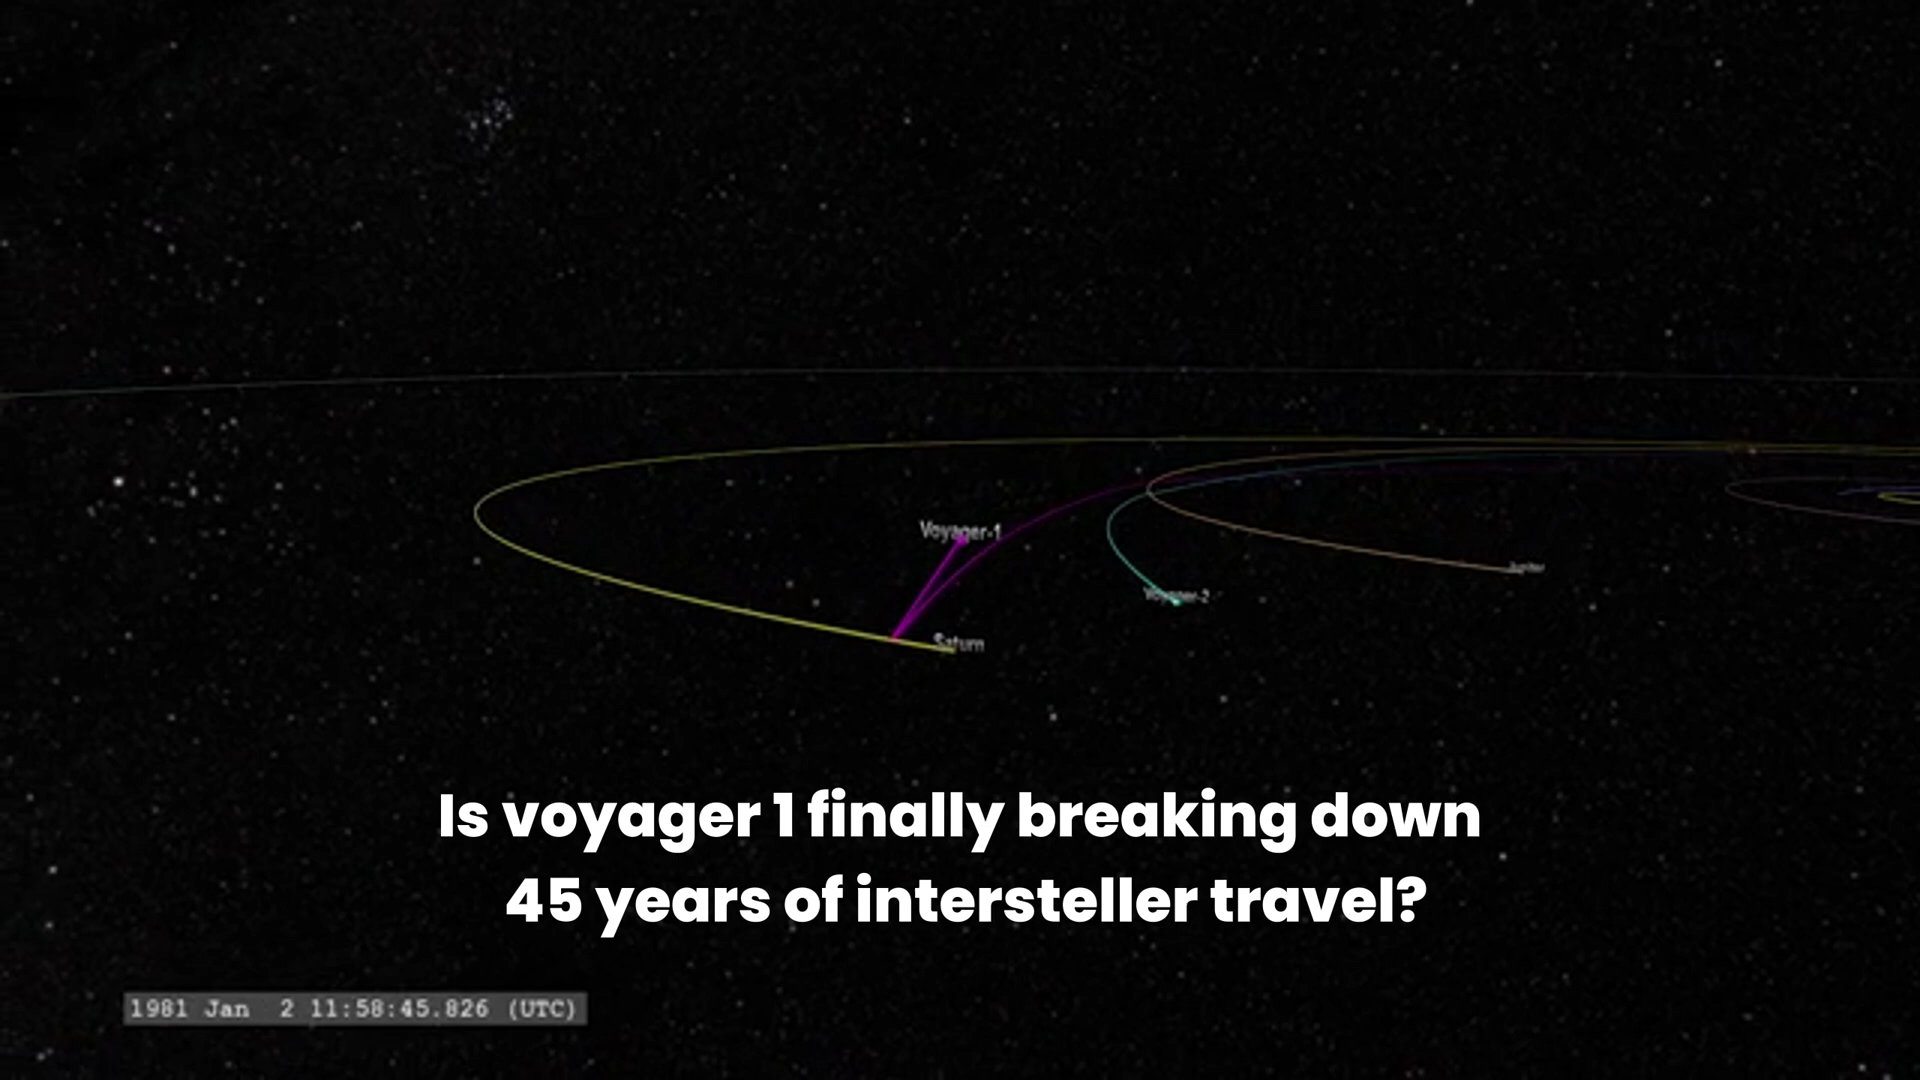 Voyager-1
Voyager-2
Jupiter
Saturn
Is voyager 1 finally breaking down
45 years of intersteller travel?
1981 Jan 2 11:58:45.826 (UTC)